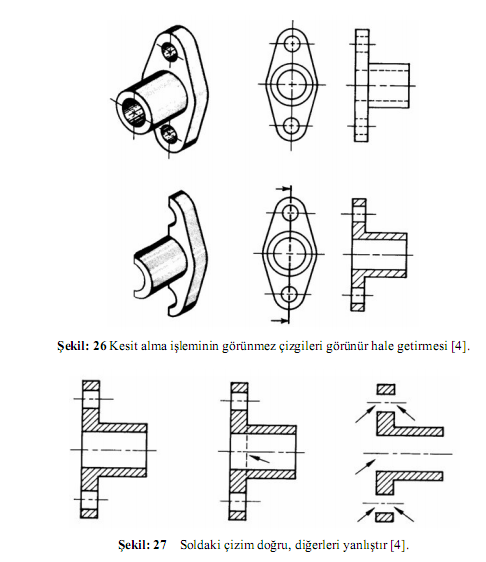 Şekil: 26 Kesit alma işleminin görünmez çizgileri görünür hale getirmesi [4].
Şekil: 27 Soldaki çizim doğru, diğerleri yanlıştır [4].